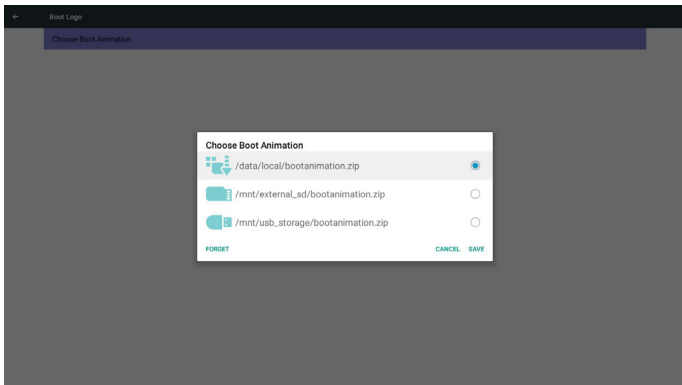 Boot Logo
Choose Boot Animation
Choose Boot Animation
/data/local/bootanimation.zip
/mnt/external_sd/bootanimation.zip
/mnt/usb_storage/bootanimation.zip
FORGET CANCEL SAVE